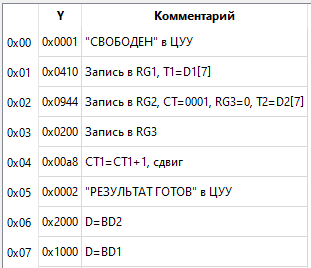 Y Комментарий
0x00 0x0001 "СВОБОДЕН" в ЦУУ
0x01 0x0410 Запись в RG1, T1=D1[7]
0x02 0x0944 Запись в RG2, CT=0001, RG3=0, T2=D2[7]
0x03 0x0200 Запись в RG3
0x04 0x00a8 CT1=CT1+1, сдвиг
0x05 0x0002 "РЕЗУЛЬТАТ ГОТОВ" в ЦУУ
0x06 0x2000 D=BD2
0x07 0x1000 D=BD1